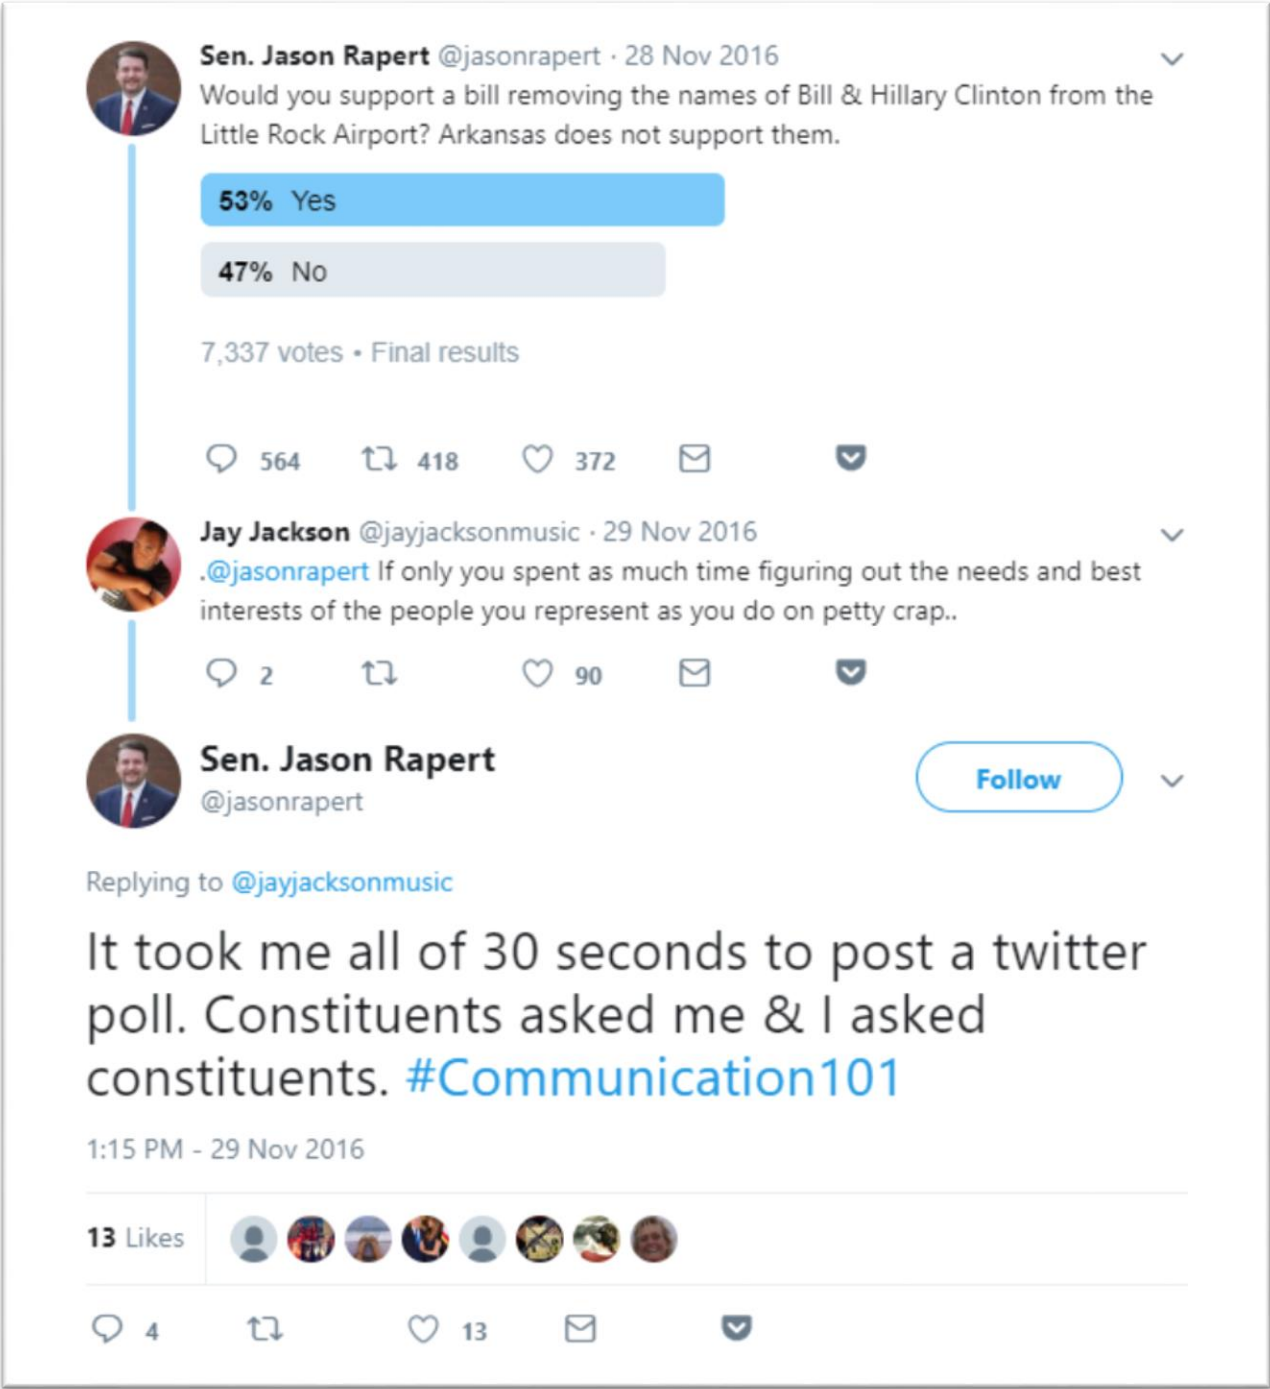 Sen. Jason Rapert @jasonrapert · 28 Nov 2016
Would you support a bill removing the names of Bill & Hillary Clinton from the
Little Rock Airport? Arkansas does not support them.
53% Yes
47% No
7,337 votes • Final results
564 418 372
Jay Jackson @jayjacksonmusic · 29 Nov 2016
.@jasonrapert If only you spent as much time figuring out the needs and best
interests of the people you represent as you do on petty crap..
2 90
Sen. Jason Rapert
@jasonrapert
Follow
Replying to @jayjacksonmusic
It took me all of 30 seconds to post a twitter
poll. Constituents asked me & I asked
constituents. #Communication101
1:15 PM - 29 Nov 2016
13 Likes
4 13